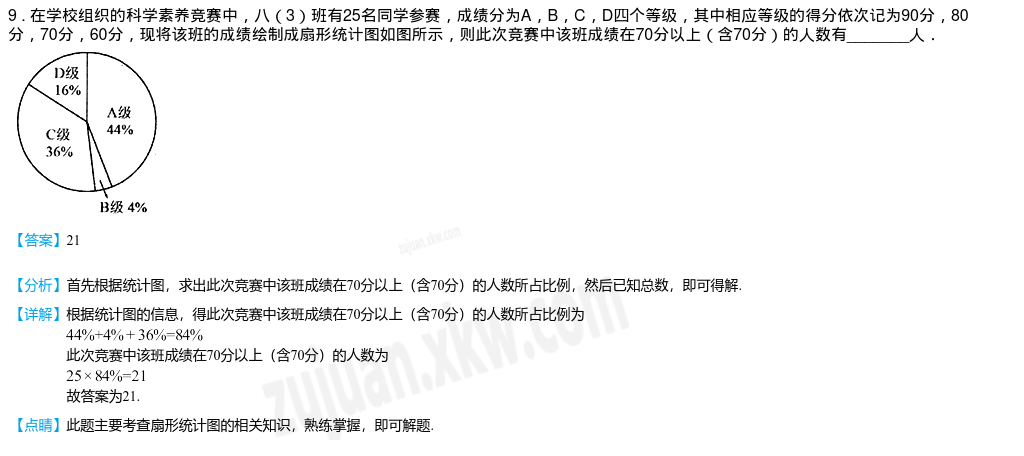 9 . 在学校组织的科学素养竞赛中，八（3）班有25名同学参赛，成绩分为A，B，C，D四个等级，其中相应等级的得分依次记为90分，80
分，70分，60分，现将该班的成绩绘制成扇形统计图如图所示，则此次竞赛中该班成绩在70分以上（含70分）的人数有________人．
D级
16%
A级
44%
C级
36%
B级 4%
【答案】21
zujuan.xkw.com
【分析】首先根据统计图，求出此次竞赛中该班成绩在70分以上（含70分）的人数所占比例，然后已知总数，即可得解.
【详解】根据统计图的信息，得此次竞赛中该班成绩在70分以上（含70分）的人数所占比例为
44%+4%＋36%=84%
此次竞赛中该班成绩在70分以上（含70分）的人数为
25×84%=21
故答案为21.
zujuan.xkw.com
【点睛】此题主要考查扇形统计图的相关知识，熟练掌握，即可解题.